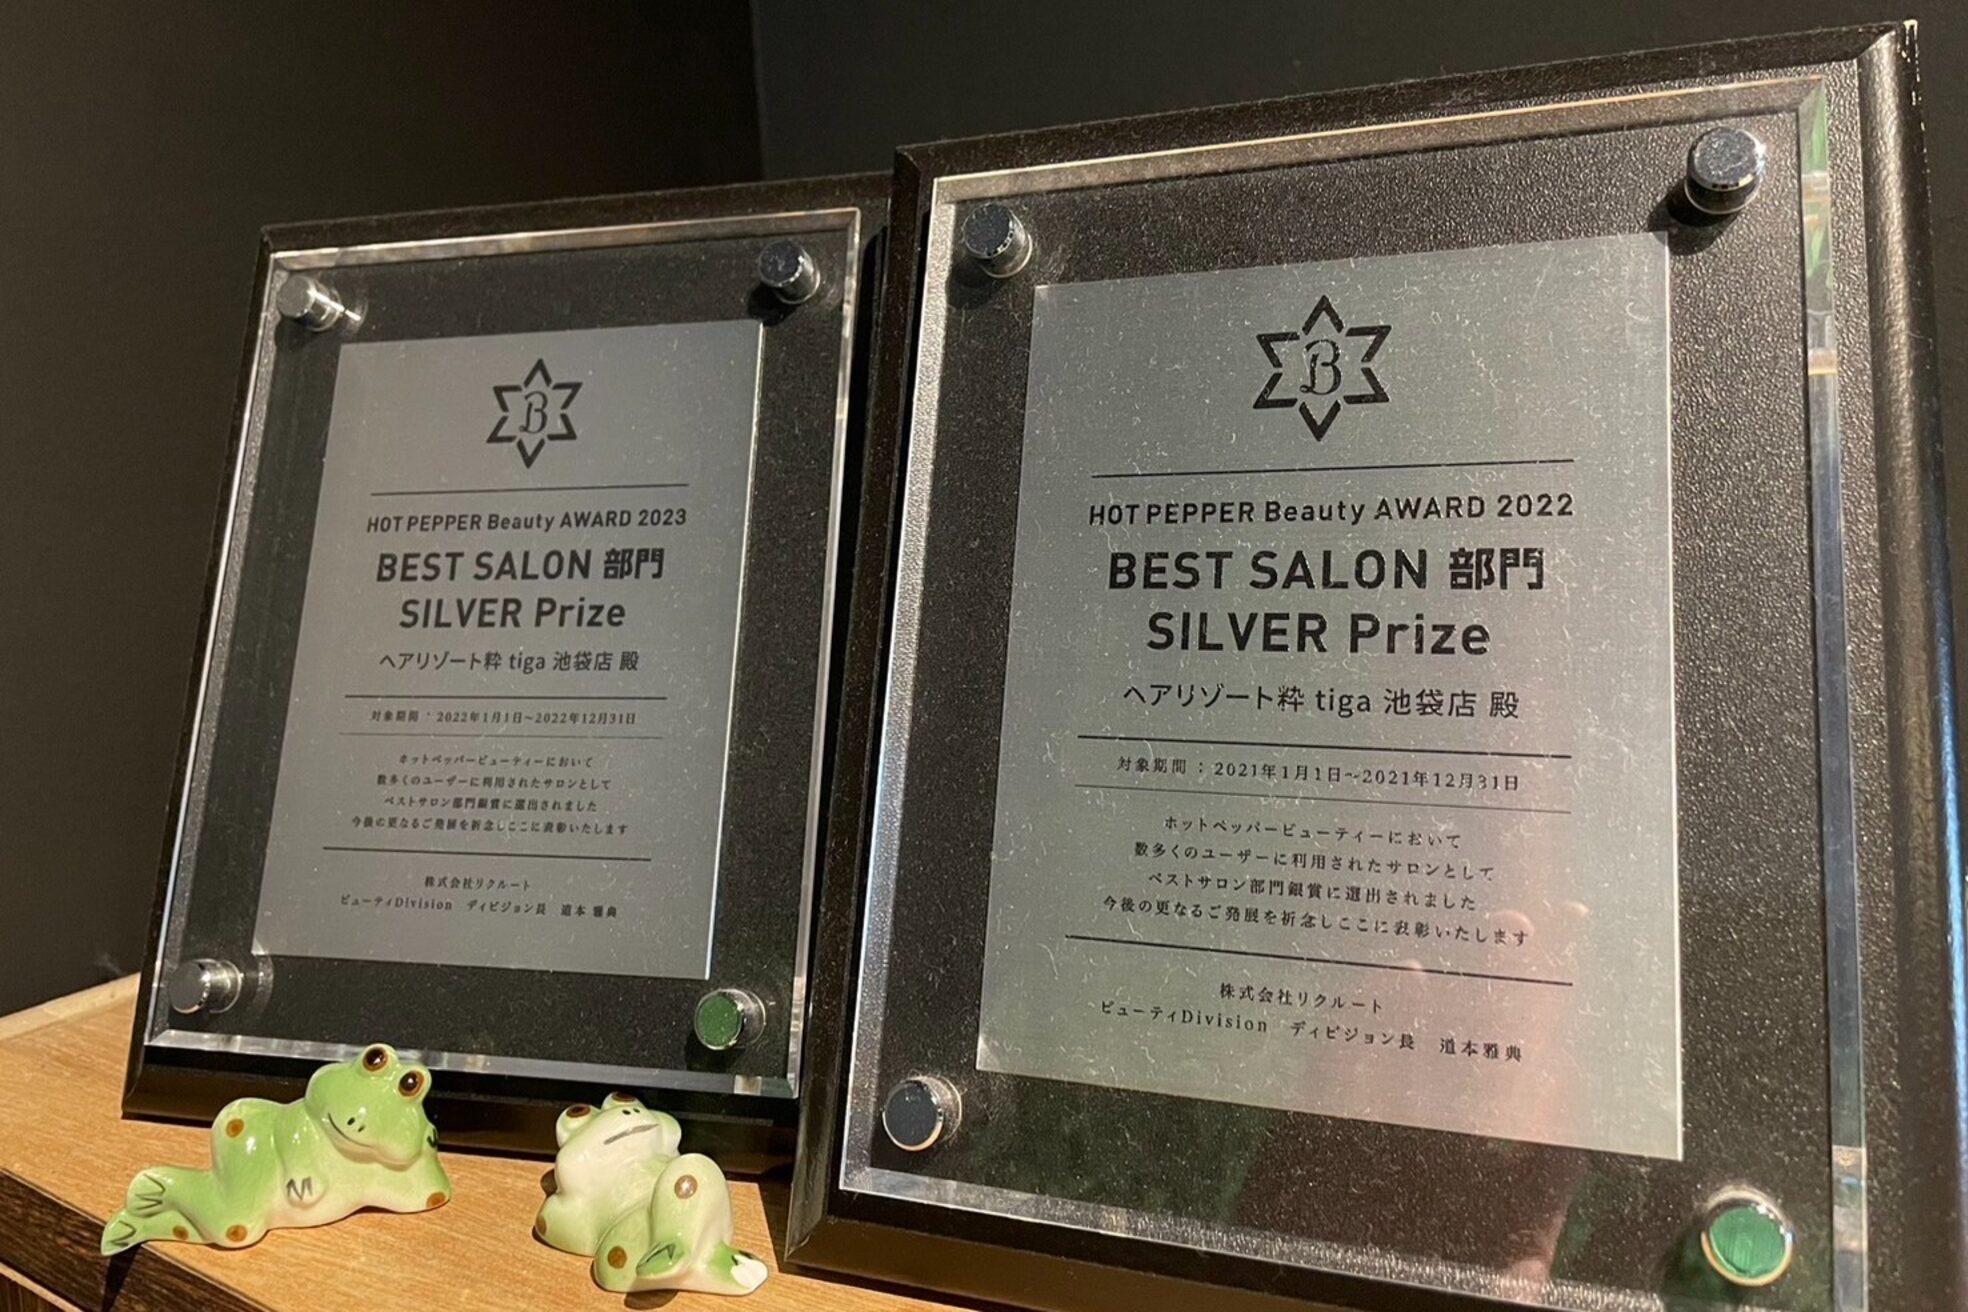 B
HOT PEPPER Beauty AWARD 2023
BEST SALON 部門
SILVER Prize
ヘアリゾート粋 tiga 池袋店 殿
対象期間：2022年1月1日~2022年12月31日
ホットペッパービューティーにおいて
数多くのユーザーに利用されたサロンとして
ベストサロン部門銀賞に選出されました
今後の更なるご発展を祈念しここに表彰いたします
株式会社リクルート
ビューティDivision ディビジョン長 道本 雅典
B
HOT PEPPER Beauty AWARD 2022
BEST SALON 部門
SILVER Prize
ヘアリゾート粋 tiga 池袋店 殿
対象期間：2021年1月1日~2021年12月31日
ホットペッパービューティーにおいて
数多くのユーザーに利用されたサロンとして
ベストサロン部門銀賞に選出されました
今後の更なるご発展を祈念しここに表彰いたします
株式会社リクルート
ビューティDivision ディビジョン長 道本雅典